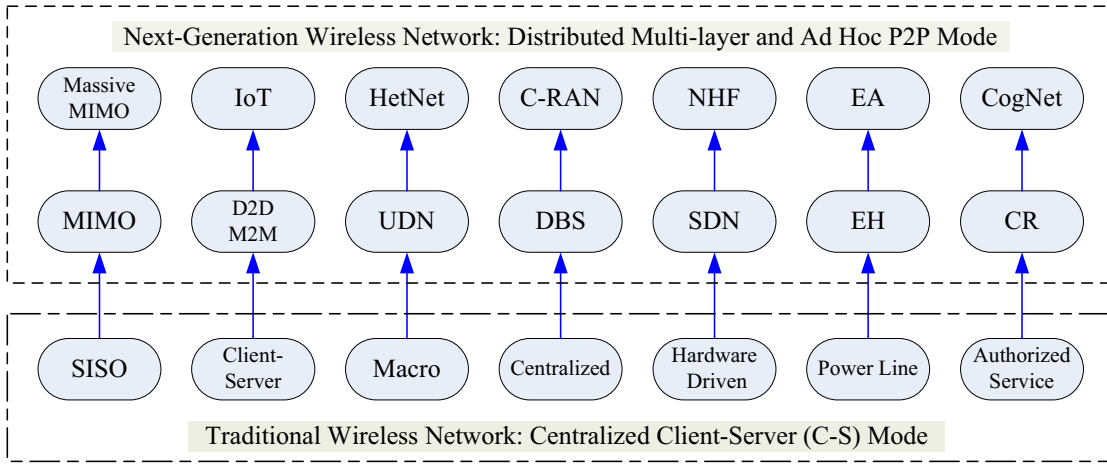 Next-Generation Wireless Network: Distributed Multi-layer and Ad Hoc P2P Mode
Massive
MIMO
IoT
HetNet
C-RAN
NHF
EA
CogNet
MIMO
D2D
M2M
UDN
DBS
SDN
EH
CR
SISO
Client-
Server
Macro
Centralized
Hardware
Driven
Power Line
Authorized
Service
Traditional Wireless Network: Centralized Client-Server (C-S) Mode